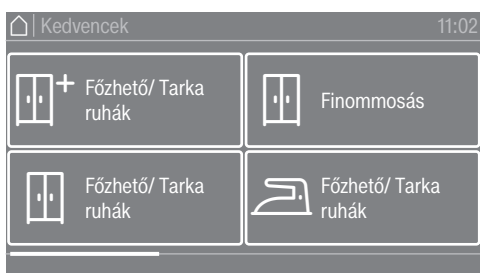 Kedvencek 11:02
Főzhető/ Tarka
ruhák
Finommosás
Főzhető/ Tarka
ruhák
Főzhető/ Tarka
ruhák